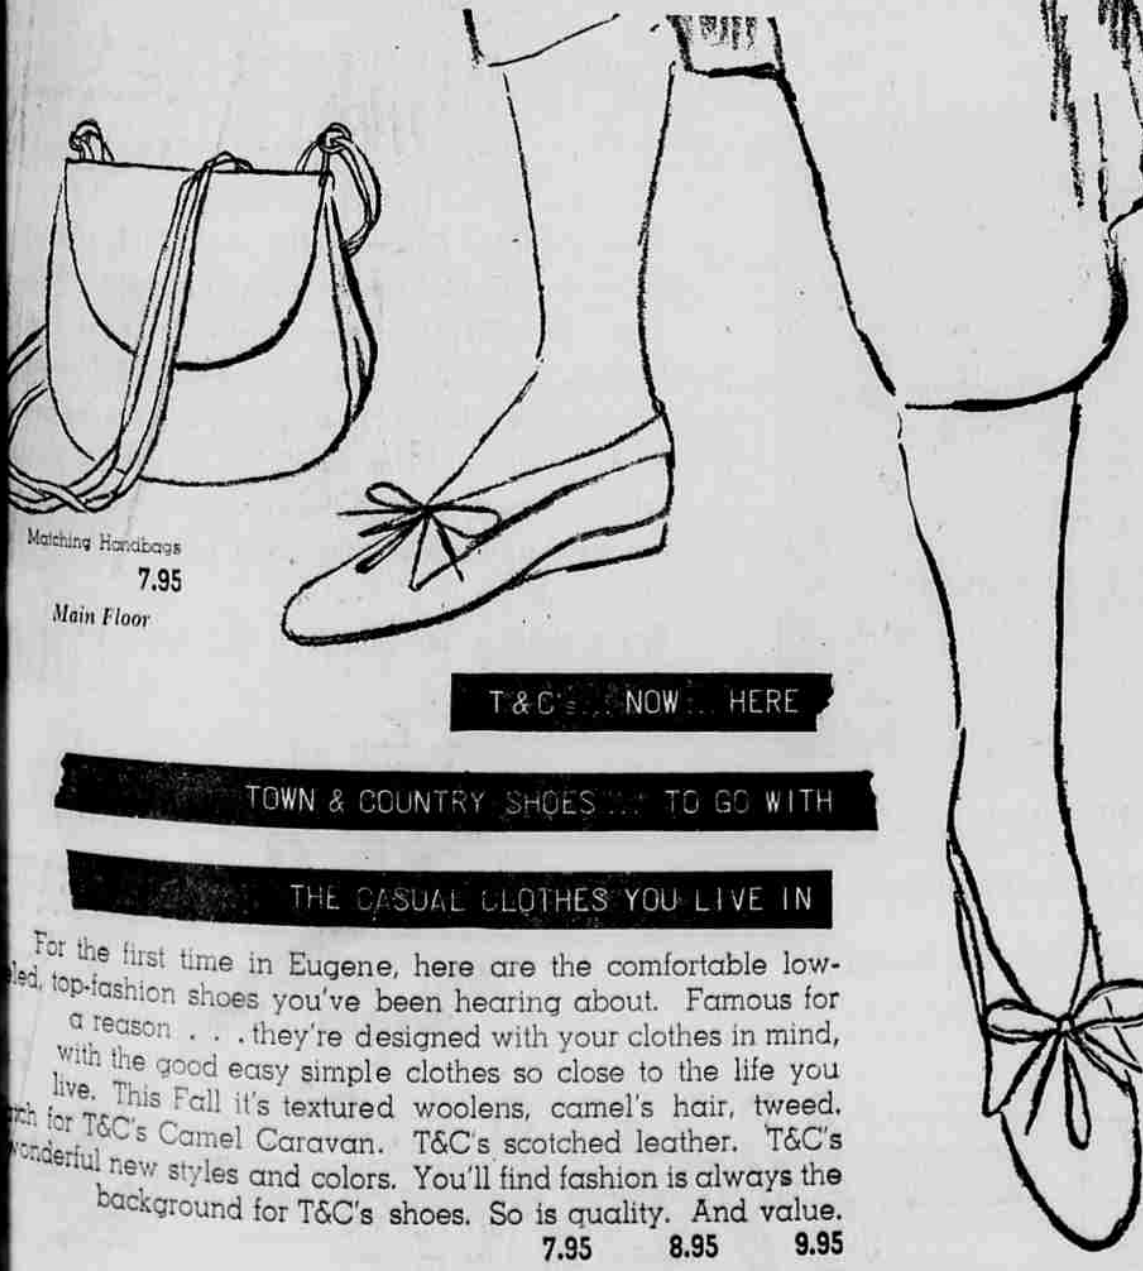 Matching Handbags
7.95
Main Floor
T & C's ... NOW ... HERE
TOWN & COUNTRY SHOES ... TO GO WITH
THE CASUAL CLOTHES YOU LIVE IN
For the first time in Eugene, here are the comfortable low-
top-fashion shoes you've been hearing about. Famous for
a reason . . . they're designed with your clothes in mind,
with the good easy simple clothes so close to the life you
live. This Fall it's textured woolens, camel's hair, tweed.
for T&C's Camel Caravan. T&C's scotched leather. T&C's
wonderful new styles and colors. You'll find fashion is always the
background for T&C's shoes. So is quality. And value.
7.95 8.95 9.95